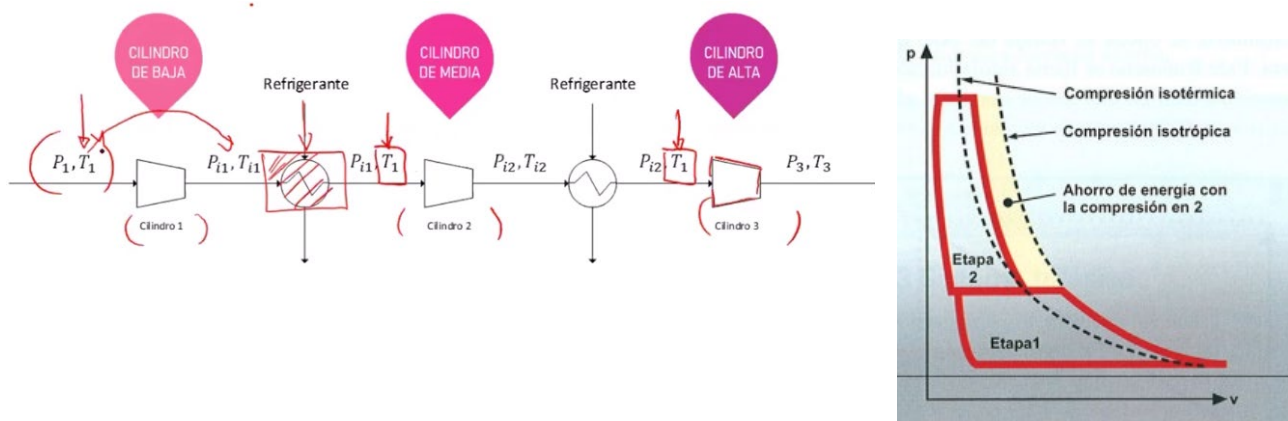 CILINDRO
DE BAJA
CILINDRO
DE MEDIA
CILINDRO
DE ALTA
Refrigerante
Refrigerante
P₁, T₁
Pᵢ₁, Tᵢ₁
Pᵢ₁, T₁
Pᵢ₂, Tᵢ₂
Pᵢ₂, T₁
P₃, T₃
Cilindro 1
Cilindro 2
Cilindro 3
p
Compresión isotérmica
Compresión isotrópica
Ahorro de energía con
la compresión en 2
Etapa
2
Etapa1
v